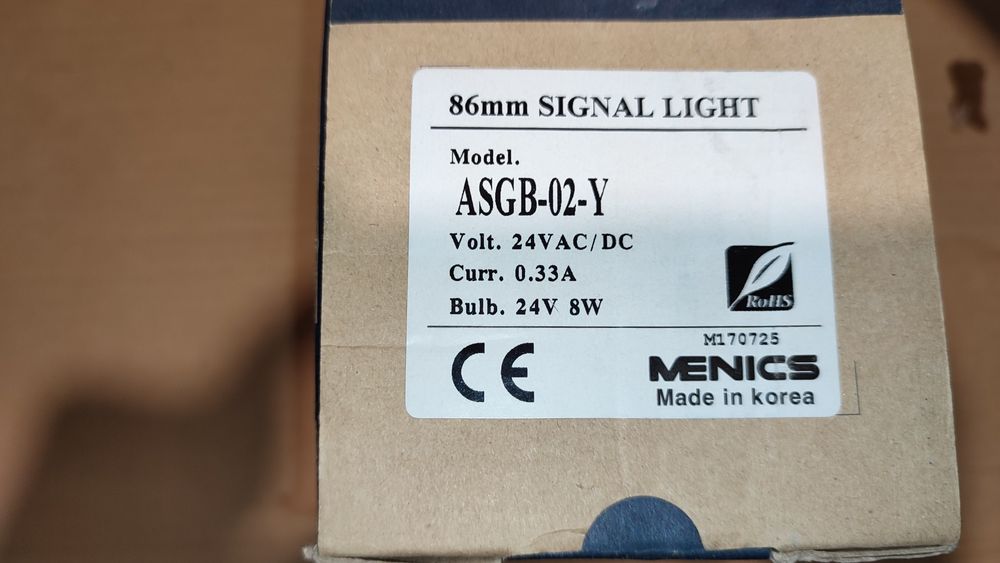 86mm SIGNAL LIGHT
Model.
ASGB-02-Y
Volt. 24VAC/DC
Curr. 0.33A
Bulb. 24V 8W
RoHS
M170725
CE
MENICS
Made in korea